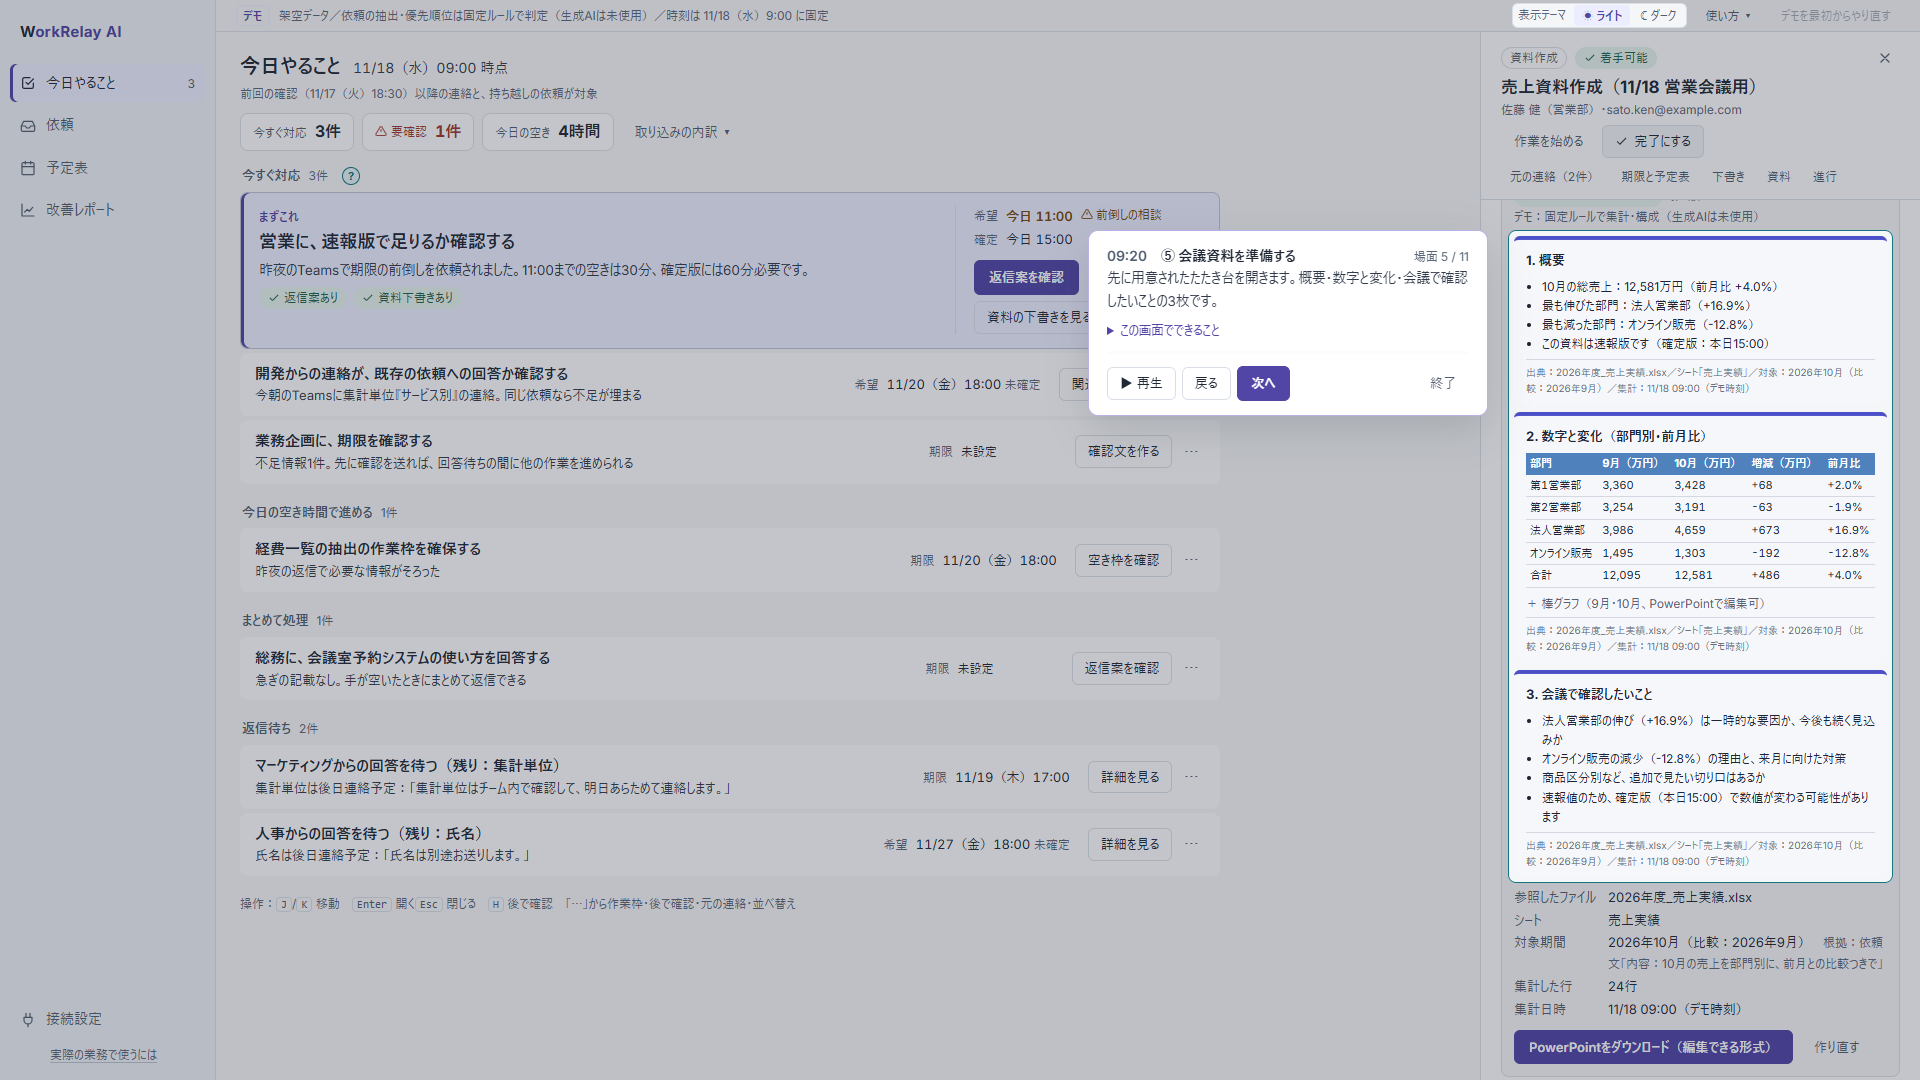 WorkRelay AI
今日やること 3
依頼
予定表
改善レポート
接続設定
実際の業務で使うには
デモ 架空データ／依頼の抽出・優先順位は固定ルールで判定（生成AIは未使用）／時刻は 11/18（水）9:00 に固定
表示テーマ ライト ダーク 使い方 ▼ デモを最初からやり直す
今日やること 11/18（水）09:00 時点
前回の確認（11/17（火）18:30）以降の連絡と、持ち越しの依頼が対象
今すぐ対応 3件
要確認 1件
今日の空き 4時間
取り込みの内訳 ▼
今すぐ対応 3件 ?
まずこれ
営業に、速報版で足りるか確認する
昨夜のTeamsで期限の前倒しを依頼されました。11:00までの空きは30分、確定版には60分必要です。
✓ 返信案あり ✓ 資料下書きあり
希望 今日 11:00 前倒しの相談
確定 今日 15:00
返信案を確認
資料の下書きを見る
開発からの連絡が、既存の依頼への回答か確認する
今朝のTeamsに集計単位『サービス別』の連絡。同じ依頼なら不足が埋まる
希望 11/20（金）18:00 未確定
業務企画に、期限を確認する
不足情報1件。先に確認を送れば、回答待ちの間に他の作業を進められる
期限 未設定 確認文を作る …
今日の空き時間で進める 1件
経費一覧の抽出の作業枠を確保する
昨夜の返信で必要な情報がそろった
期限 11/20（金）18:00 空き枠を確認 …
まとめて処理 1件
総務に、会議室予約システムの使い方を回答する
急ぎの記載なし。手が空いたときにまとめて返信できる
期限 未設定 返信案を確認 …
返信待ち 2件
マーケティングからの回答を待つ（残り：集計単位）
集計単位は後日連絡予定：「集計単位はチーム内で確認して、明日あらためて連絡します。」
期限 11/19（木）17:00 詳細を見る …
人事からの回答を待つ（残り：氏名）
氏名は後日連絡予定：「氏名は別途お送りします。」
希望 11/27（金）18:00 未確定 詳細を見る …
操作： J / K 移動 Enter 開く Esc 閉じる H 後で確認 「…」から作業枠・後で確認・元の連絡・並べ替え
09:20 ⑤ 会議資料を準備する 場面 5 / 11
先に用意されたたたき台を開きます。概要・数字と変化・会議で確認
したいことの3枚です。
▶ この画面でできること
▶ 再生 戻る 次へ 終了
資料作成 ✓ 着手可能
売上資料作成（11/18 営業会議用）
佐藤 健（営業部）・sato.ken@example.com
作業を始める ✓ 完了にする
元の連絡（2件） 期限と予定表 下書き 資料 進行
デモ：固定ルールで集計・構成（生成AIは未使用）
1. 概要
• 10月の総売上：12,581万円（前月比 +4.0%）
• 最も伸びた部門：法人営業部（+16.9%）
• 最も減った部門：オンライン販売（-12.8%）
• この資料は速報版です（確定版：本日15:00）
出典：2026年度_売上実績.xlsx／シート「売上実績」／対象：2026年10月（比
較：2026年9月）／集計：11/18 09:00（デモ時刻）
2. 数字と変化（部門別・前月比）
部門 9月（万円） 10月（万円） 増減（万円） 前月比
第1営業部 3,360 3,428 +68 +2.0%
第2営業部 3,254 3,191 -63 -1.9%
法人営業部 3,986 4,659 +673 +16.9%
オンライン販売 1,495 1,303 -192 -12.8%
合計 12,095 12,581 +486 +4.0%
＋ 棒グラフ（9月・10月、PowerPointで編集可）
出典：2026年度_売上実績.xlsx／シート「売上実績」／対象：2026年10月（比
較：2026年9月）／集計：11/18 09:00（デモ時刻）
3. 会議で確認したいこと
• 法人営業部の伸び（+16.9%）は一時的な要因か、今後も続く見込
みか
• オンライン販売の減少（-12.8%）の理由と、来月に向けた対策
• 商品区分別など、追加で見たい切り口はあるか
• 速報値のため、確定版（本日15:00）で数値が変わる可能性があり
ます
出典：2026年度_売上実績.xlsx／シート「売上実績」／対象：2026年10月（比
較：2026年9月）／集計：11/18 09:00（デモ時刻）
参照したファイル 2026年度_売上実績.xlsx
シート 売上実績
対象期間 2026年10月（比較：2026年9月） 根拠：依頼
文「内容：10月の売上を部門別に、前月との比較つきで」
集計した行 24行
集計日時 11/18 09:00（デモ時刻）
PowerPointをダウンロード（編集できる形式） 作り直す